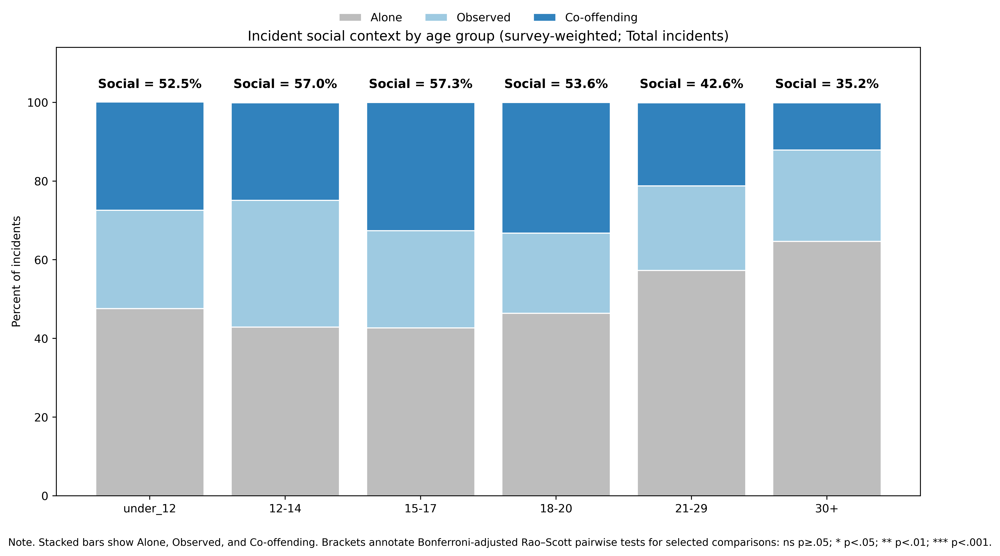 Alone Observed Co-offending
Incident social context by age group (survey-weighted; Total incidents)
Social = 52.5% Social = 57.0% Social = 57.3% Social = 53.6% Social = 42.6% Social = 35.2%
Percent of incidents
100
80
60
40
20
0
under_12 12-14 15-17 18-20 21-29 30+
Note. Stacked bars show Alone, Observed, and Co-offending. Brackets annotate Bonferroni-adjusted Rao–Scott pairwise tests for selected comparisons: ns p≥.05; * p<.05; ** p<.01; *** p<.001.